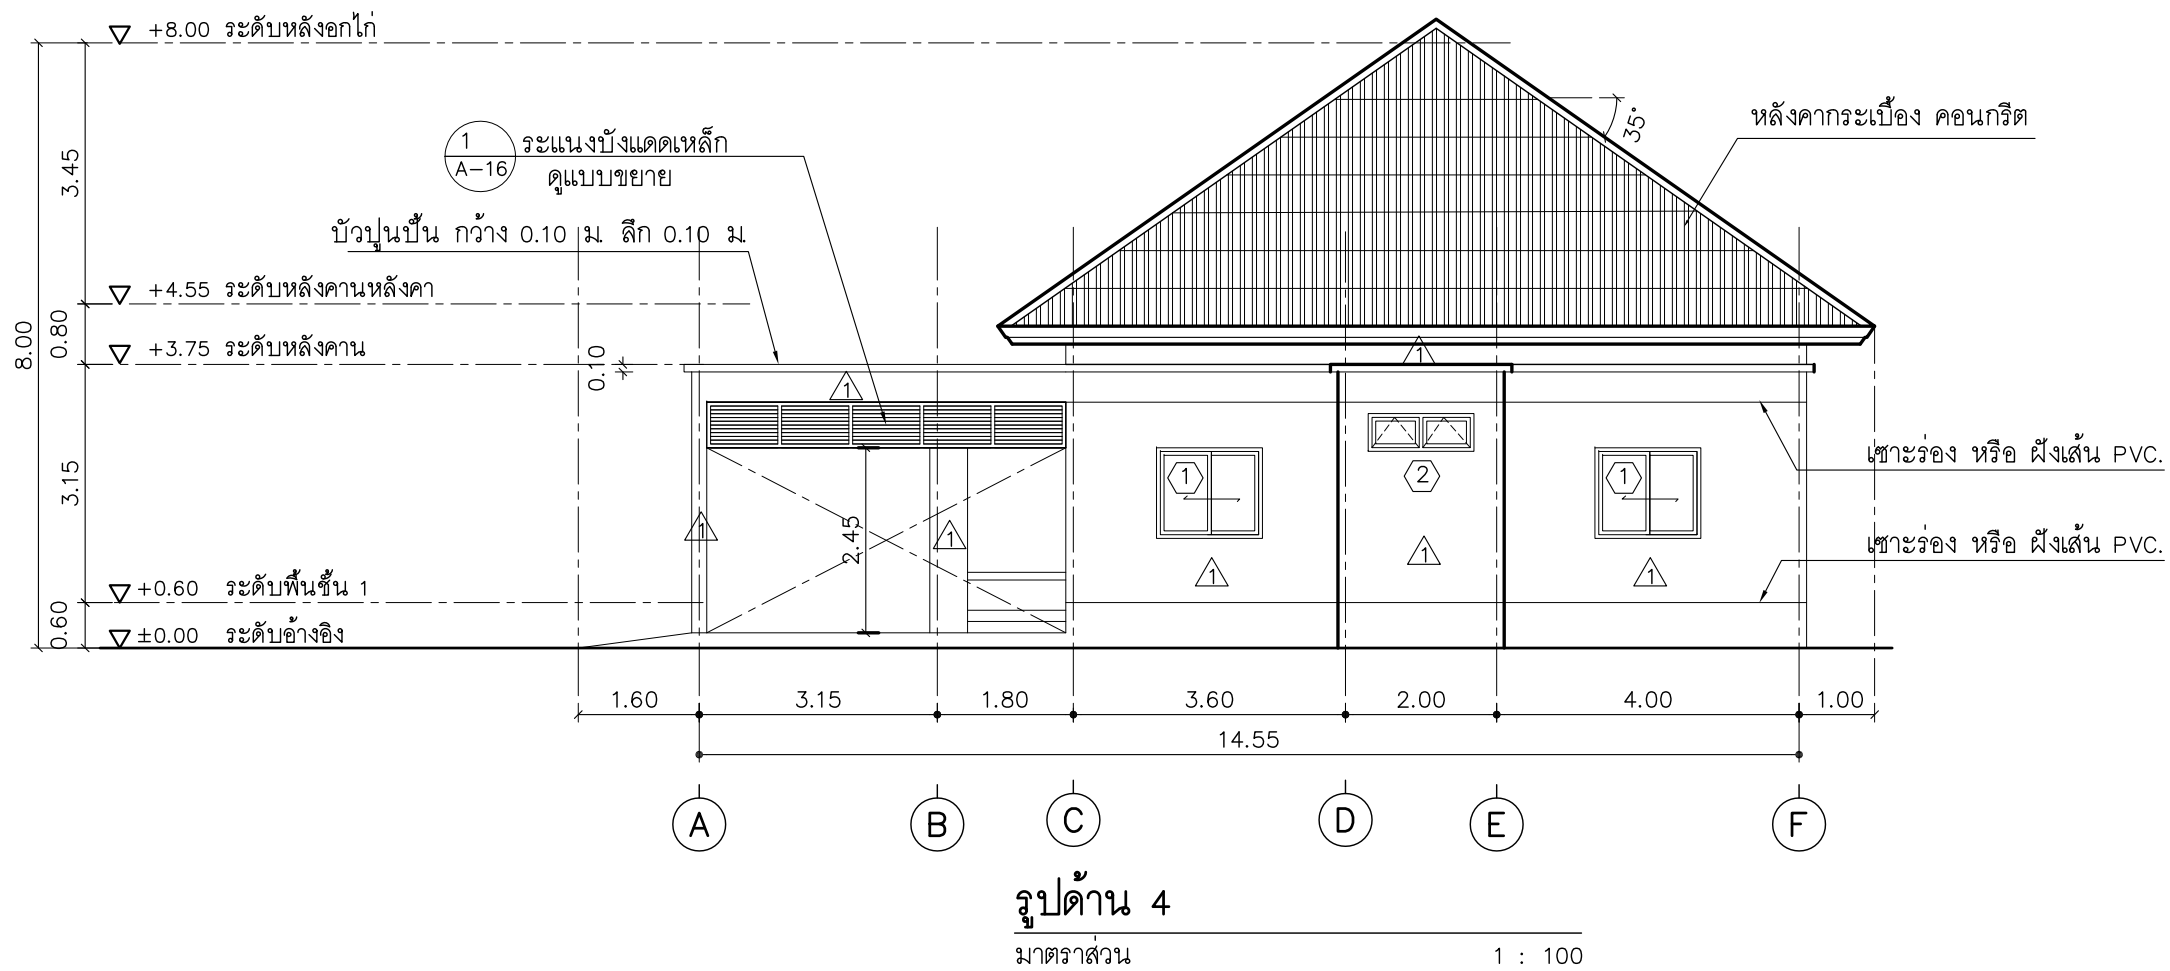 +8.00 ระดับหลังอกไก่
35°
หลังคากระเบื้อง คอนกรีต
1
A-16
ระแนงบังแดดเหล็ก
ดูแบบขยาย
3.45
บัวปูนปั้น กว้าง 0.10 ม. ลึก 0.10 ม.
+4.55 ระดับหลังคานหลังคา
8.00
0.80
+3.75 ระดับหลังคาน
0.10
1
1
เซาะร่อง หรือ ฝังเส้น PVC.
3.15
1
2
1
2.45
1
1
1
เซาะร่อง หรือ ฝังเส้น PVC.
1
1
+0.60 ระดับพื้นชั้น 1
0.60
±0.00 ระดับอ้างอิง
1.60 3.15 1.80 3.60 2.00 4.00 1.00
14.55
A B C D E F
รูปด้าน 4
มาตราส่วน 1 : 100